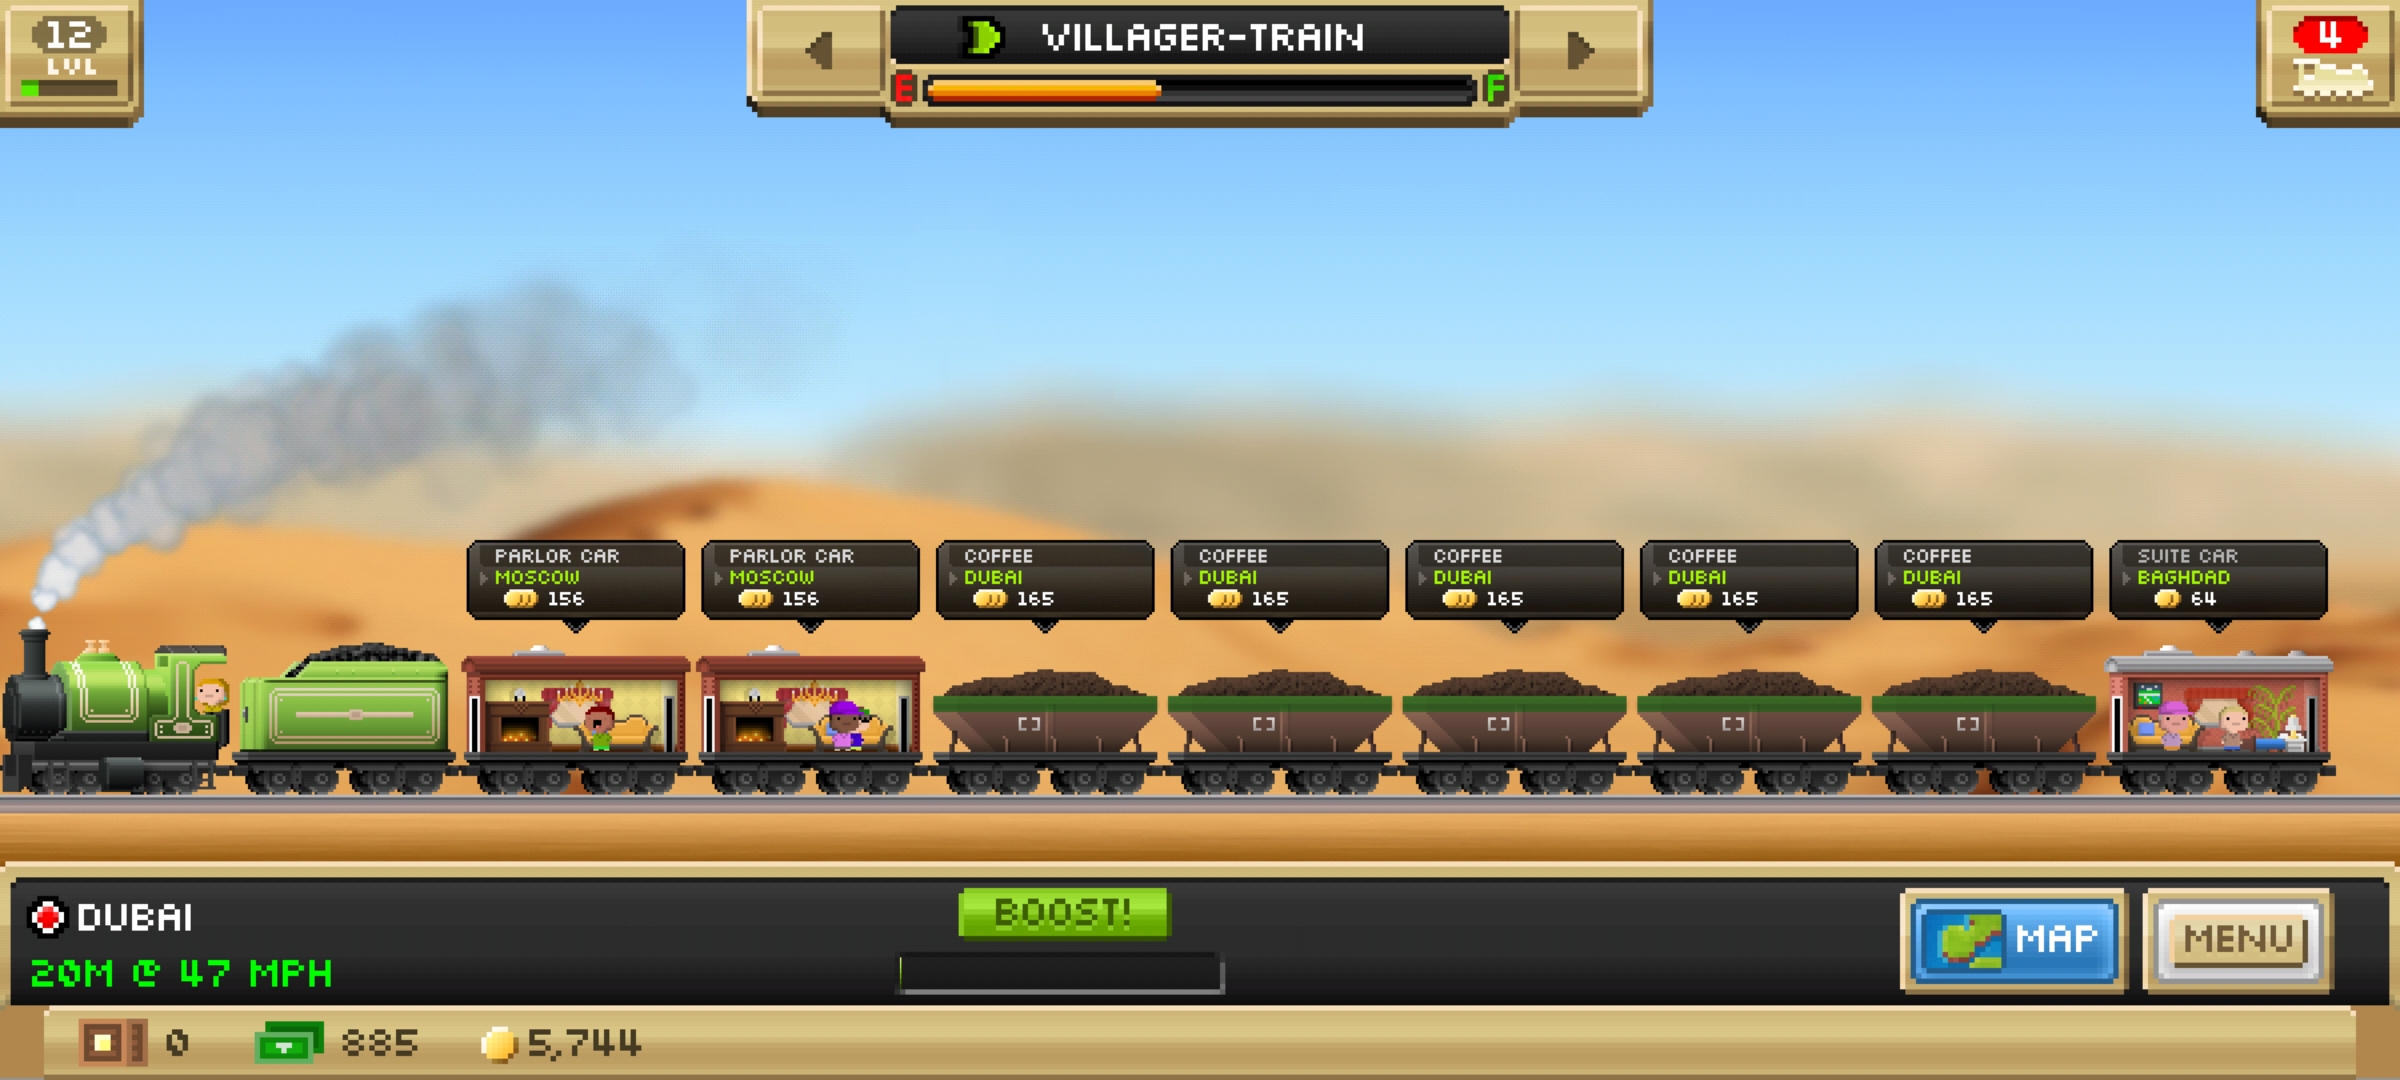 12
LVL
VILLAGER-TRAIN
E
F
4
PARLOR CAR
MOSCOW
156
PARLOR CAR
MOSCOW
156
COFFEE
DUBAI
165
COFFEE
DUBAI
165
COFFEE
DUBAI
165
COFFEE
DUBAI
165
COFFEE
DUBAI
165
SUITE CAR
BAGHDAD
64
DUBAI
20M @ 47 MPH
BOOST!
MAP
MENU
0
885
5,744